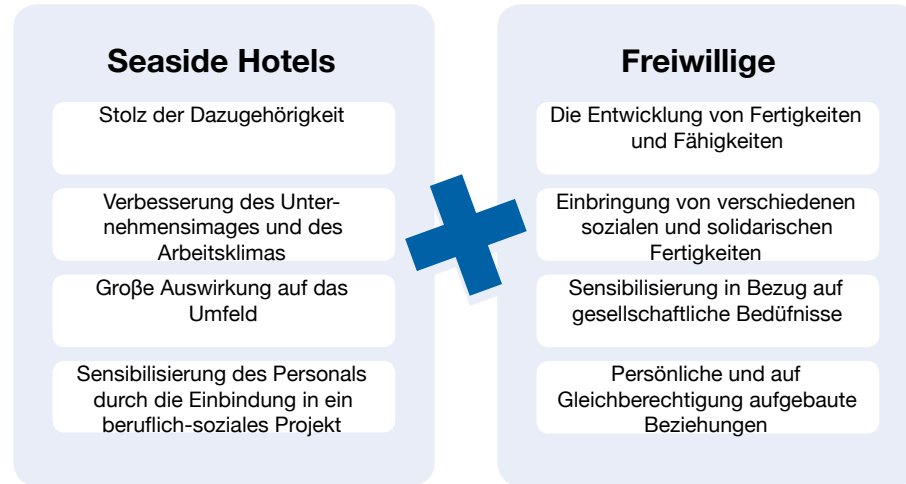 Seaside Hotels
Stolz der Dazugehörigkeit
Verbesserung des Unter-
nehmensimages und des
Arbeitsklimas
Groβe Auswirkung auf das
Umfeld
Sensibilisierung des Personals
durch die Einbindung in ein
beruflich-soziales Projekt
Freiwillige
Die Entwicklung von Fertigkeiten
und Fähigkeiten
Einbringung von verschiedenen
sozialen und solidarischen
Fertigkeiten
Sensibilisierung in Bezug auf
gesellschaftliche Bedüfnisse
Persönliche und auf
Gleichberechtigung aufgebaute
Beziehungen